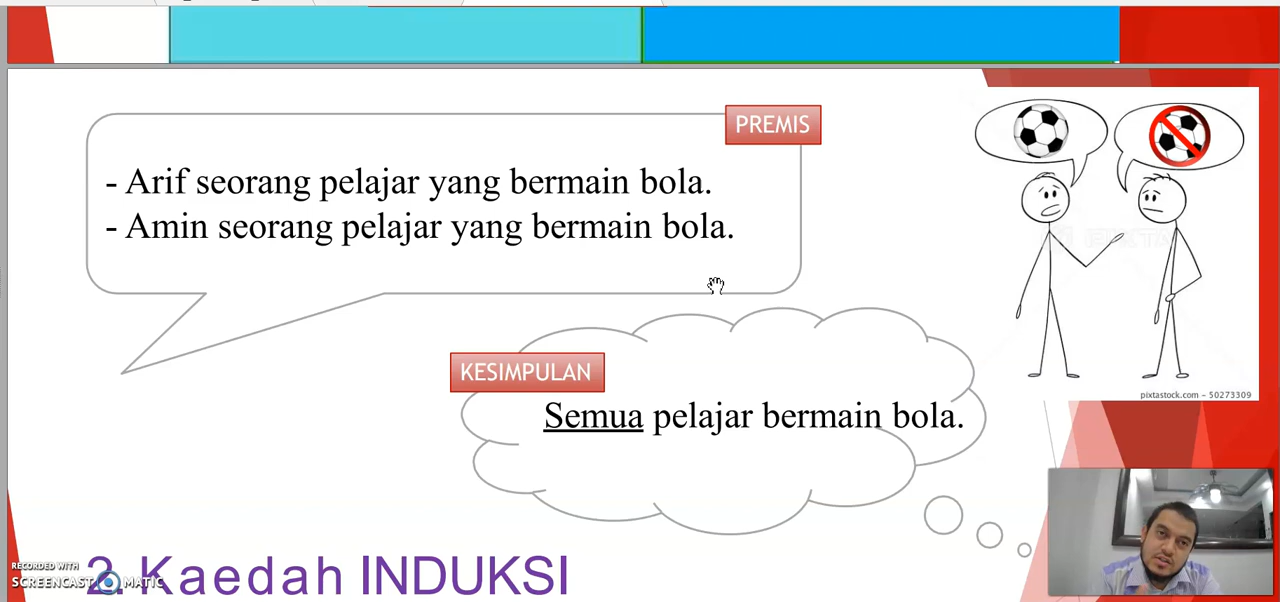 PREMIS
- Arif seorang pelajar yang bermain bola.
- Amin seorang pelajar yang bermain bola.
KESIMPULAN
Semua pelajar bermain bola.
pixtastock.com - 50273309
2. Kaedah INDUKSI
RECORDED WITH
SCREENCAST MATIC